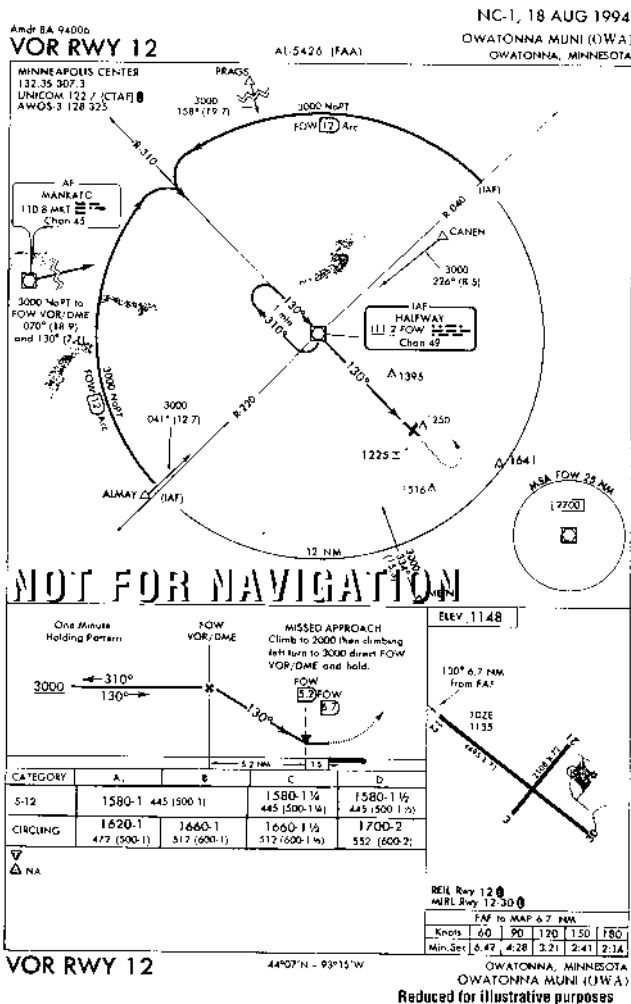 NC-1, 18 AUG 1994
Amdt 8A 94006
VOR RWY 12
AL-5426 (FAA)
OWATONNA MUNI (OWA)
OWATONNA, MINNESOTA
MINNEAPOLIS CENTER
132.35 307.3
UNICOM 122.7 (CTAF)
AWOS-3 128.325
PRAGS
3000
158° (19.7)
3000 NoPT
FOW 12 Arc
R-310
(IAF)
R-040
CANEN
3000
226° (8.5)
AF
MANKATO
110.8 MKT
Chan 45
3000 NoPT to
FOW VOR/DME
070° (18.9)
and 130°
130°
1 min
310°
IAF
HALFWAY
FOW
Chan 49
130°
1395
1250
1225
1516
1641
3000 NoPT
FOW 12 Arc
3000
041° (12.7)
R-220
ALMAY
(IAF)
12 NM
3000
334°
MSA FOW 25 NM
2700
NOT FOR NAVIGATION
One Minute
Holding Pattern
FOW
VOR/DME
MISSED APPROACH
Climb to 2000 then climbing
left turn to 3000 direct FOW
VOR/DME and hold.
3000
310°
130°
130°
FOW
5.2
FOW
6.7
5.2 NM
1.5
ELEV 1148
130° 6.7 NM
from FAF
TDZE
1135
12
30
3
CATEGORY A B C D
S-12 1580-1 445 (500-1) 1580-1¼ 445 (500-1¼) 1580-1½ 445 (500-1½)
CIRCLING 1620-1 1660-1 1660-1½ 1700-2
472 (500-1) 512 (600-1) 512 (600-1½) 552 (600-2)
NA
REIL Rwy 12
MIRL Rwy 12-30
FAF to MAP 6.7 NM
Knots 60 90 120 150 180
Min:Sec 6:42 4:28 3:21 2:41 2:14
VOR RWY 12
44°07'N - 93°15'W
OWATONNA, MINNESOTA
OWATONNA MUNI (OWA)
Reduced for illustrative purposes